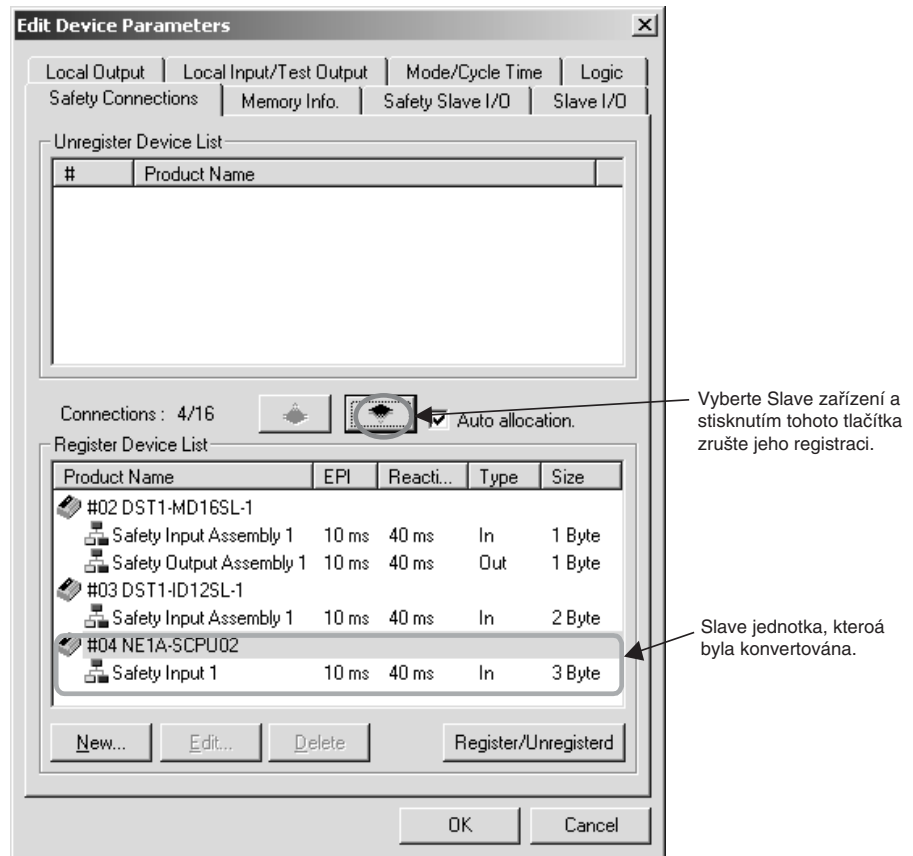 Edit Device Parameters
Local Output Local Input/Test Output Mode/Cycle Time Logic
Safety Connections Memory Info. Safety Slave I/O Slave I/O
Unregister Device List
# Product Name
Connections : 4/16 Auto allocation.
Vyberte Slave zařízení a
stisknutím tohoto tlačítka
zrušte jeho registraci.
Register Device List
Product Name EPI Reacti... Type Size
#02 DST1-MD16SL-1
Safety Input Assembly 1 10 ms 40 ms In 1 Byte
Safety Output Assembly 1 10 ms 40 ms Out 1 Byte
#03 DST1-ID12SL-1
Safety Input Assembly 1 10 ms 40 ms In 2 Byte
#04 NE1A-SCPU02
Safety Input 1 10 ms 40 ms In 3 Byte
Slave jednotka, kteroá
byla konvertována.
New... Edit... Delete Register/Unregisterd
OK Cancel